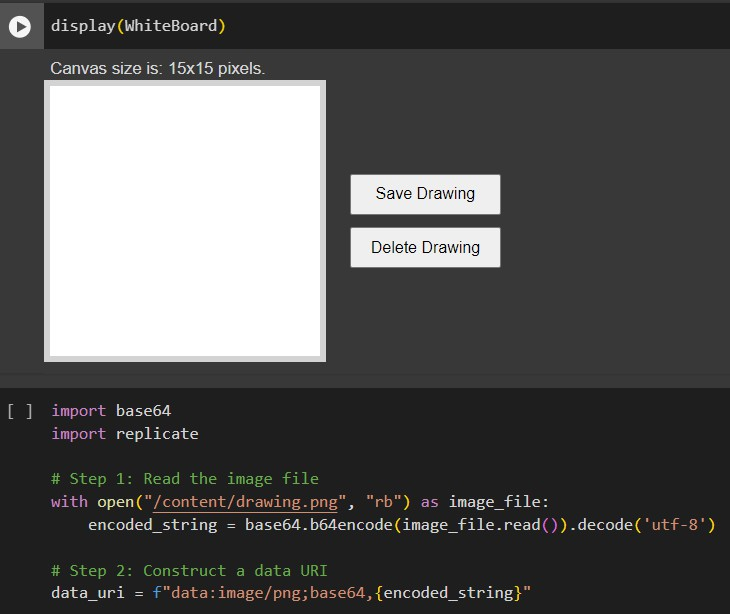 display(WhiteBoard)
Canvas size is: 15x15 pixels.
Save Drawing
Delete Drawing
[ ] import base64
import replicate
# Step 1: Read the image file
with open("/content/drawing.png", "rb") as image_file:
    encoded_string = base64.b64encode(image_file.read()).decode('utf-8')
# Step 2: Construct a data URI
data_uri = f"data:image/png;base64,{encoded_string}"